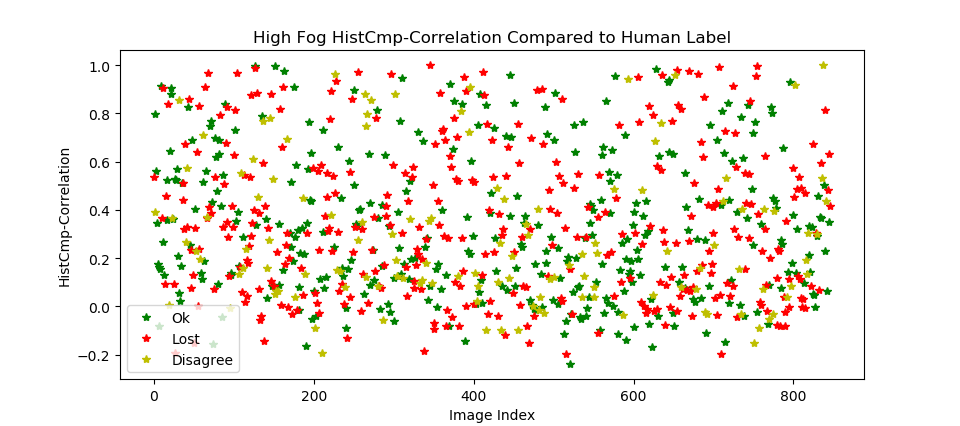 High Fog HistCmp-Correlation Compared to Human Label
HistCmp-Correlation
1.0
0.8
0.6
0.4
0.2
0.0
−0.2
Ok
Lost
Disagree
0 200 400 600 800
Image Index